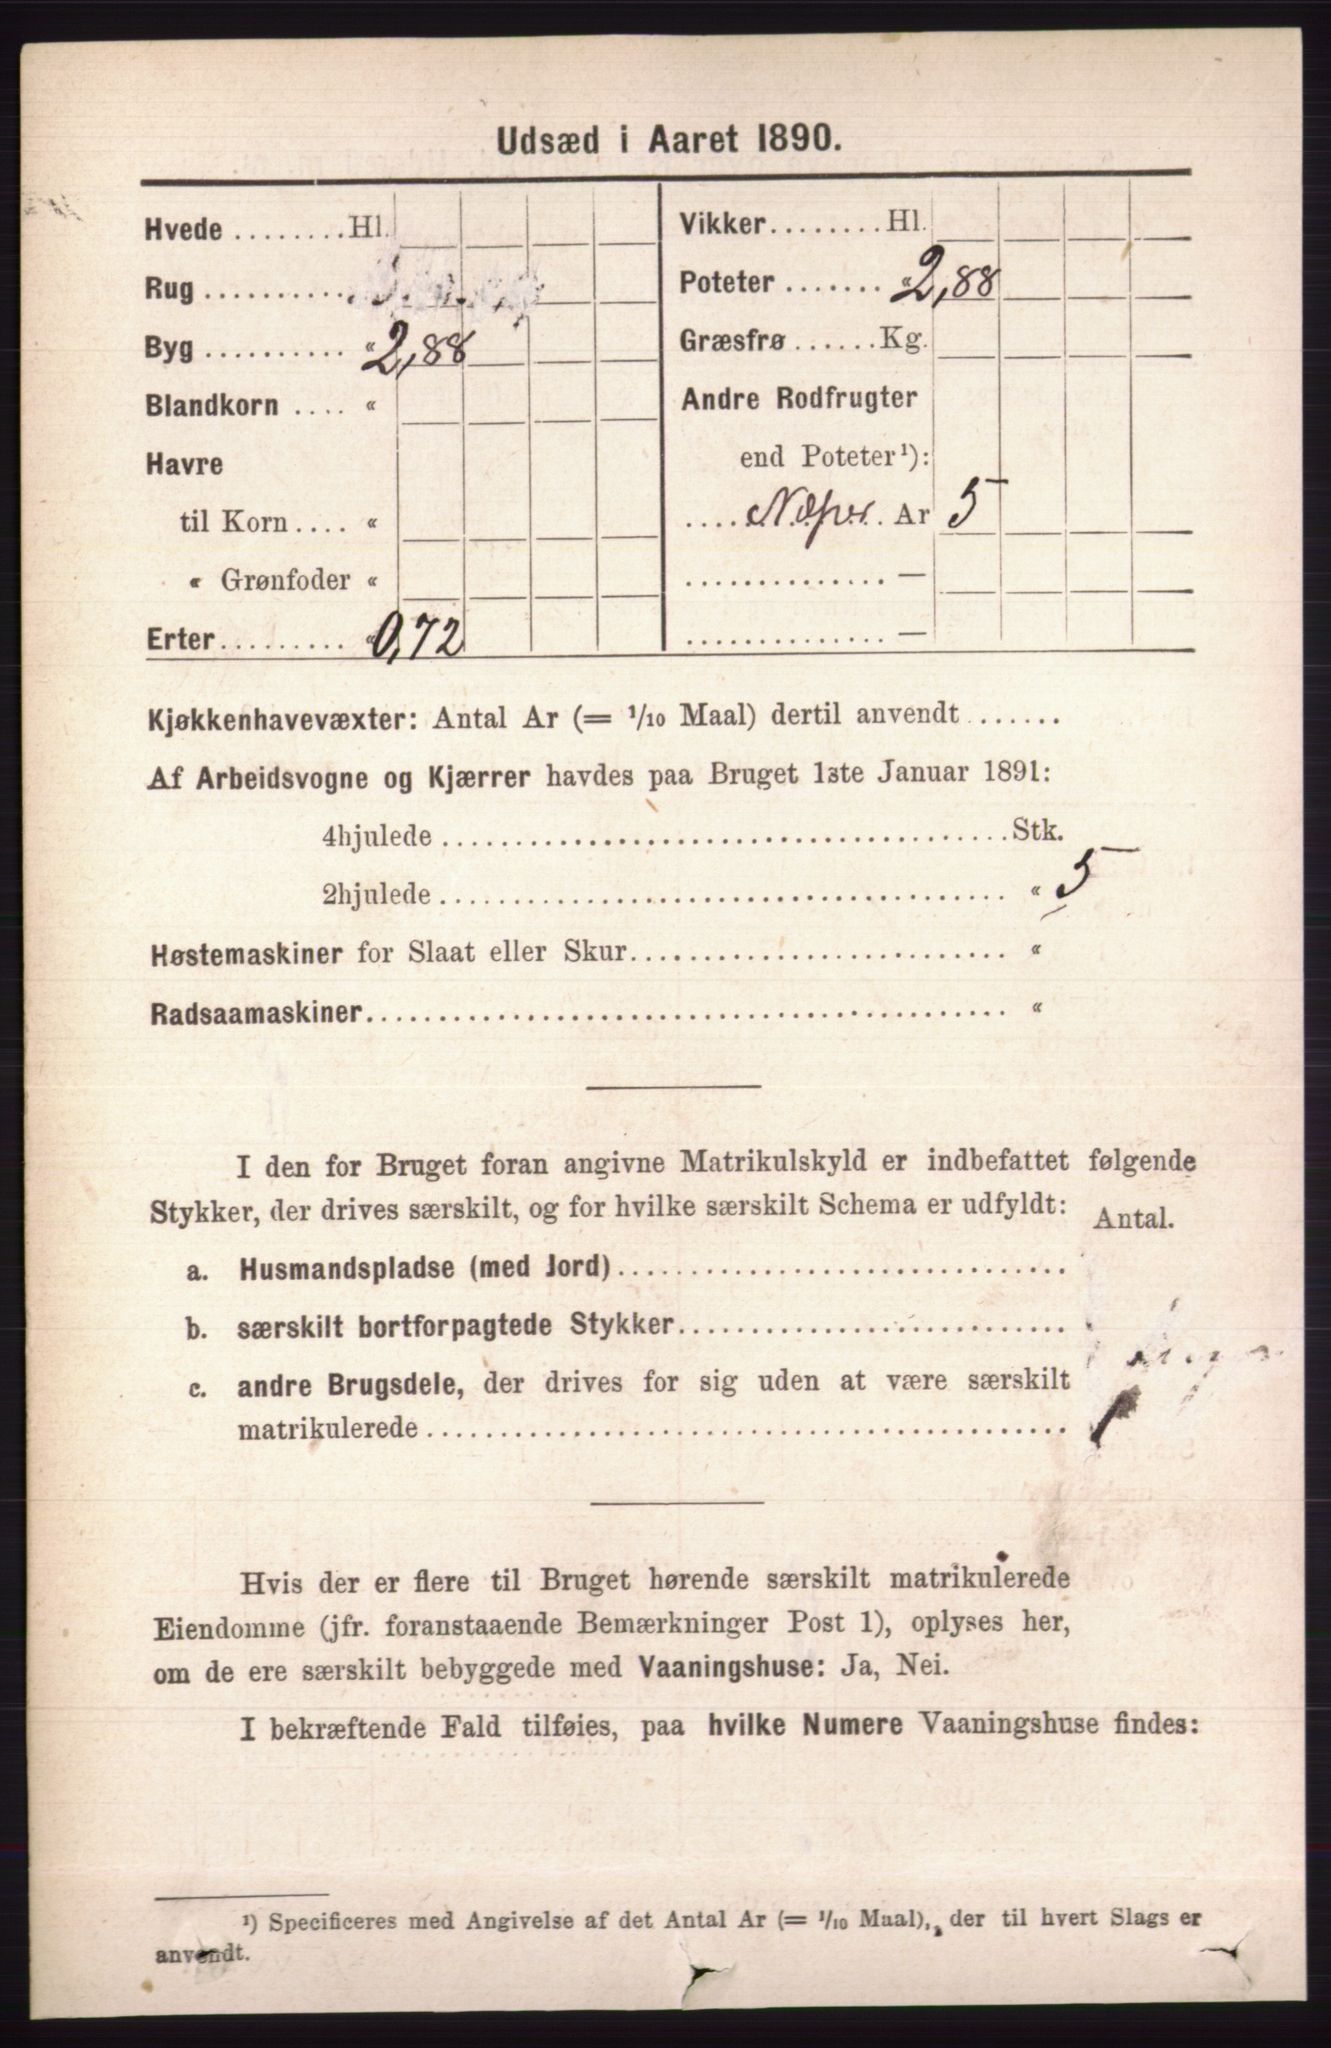 Udsæd i Aaret 1890.
Hvede ........ Hl.
Rug ..........
Byg .......... „ 2,88
Blandkorn .... „
Havre
til Korn .... „
„ Grønfoder „
Erter ......... „ 0,72
Vikker ........ Hl.
Poteter ....... „ 2,88
Græsfrø ...... Kg.
Andre Rodfrugter
end Poteter¹):
.... Næper. Ar 5
............... —
............... —
Kjøkkenhavevæxter: Antal Ar (= 1/10 Maal) dertil anvendt ......
Af Arbeidsvogne og Kjærrer havdes paa Bruget 1ste Januar 1891:
4hjulede ........................................ Stk.
2hjulede ........................................ „ 5
Høstemaskiner for Slaat eller Skur ........................... „
Radsaamaskiner ............................................. „
I den for Bruget foran angivne Matrikulskyld er indbefattet følgende
Stykker, der drives særskilt, og for hvilke særskilt Schema er udfyldt: Antal.
a. Husmandspladse (med Jord) ...............................
b. særskilt bortforpagtede Stykker ...........................
c. andre Brugsdele, der drives for sig uden at være særskilt
matrikulerede ............................................
Hvis der er flere til Bruget hørende særskilt matrikulerede
Eiendomme (jfr. foranstaaende Bemærkninger Post 1), oplyses her,
om de ere særskilt bebyggede med Vaaningshuse: Ja, Nei.
I bekræftende Fald tilføies, paa hvilke Numere Vaaningshuse findes:
¹) Specificeres med Angivelse af det Antal Ar (= 1/10 Maal), der til hvert Slags er
anvendt.